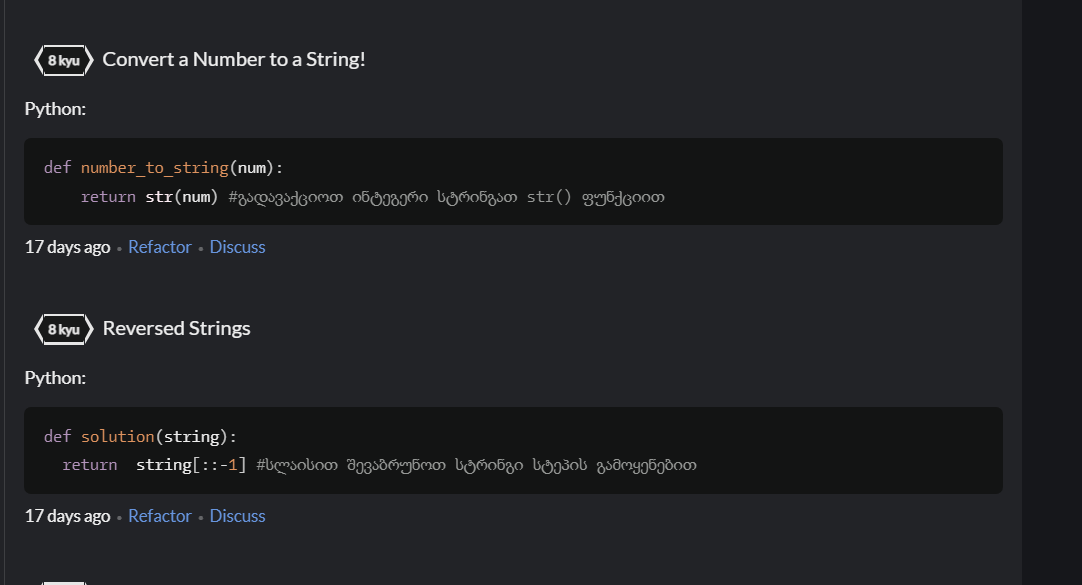 8 kyu Convert a Number to a String!
Python:
def number_to_string(num):
    return str(num) #გადავაქციოთ ინტეგერი სტრინგათ str() ფუნქციით
17 days ago • Refactor • Discuss
8 kyu Reversed Strings
Python:
def solution(string):
  return  string[::-1] #სლაისით შევაბრუნოთ სტრინგი სტეპის გამოყენებით
17 days ago • Refactor • Discuss